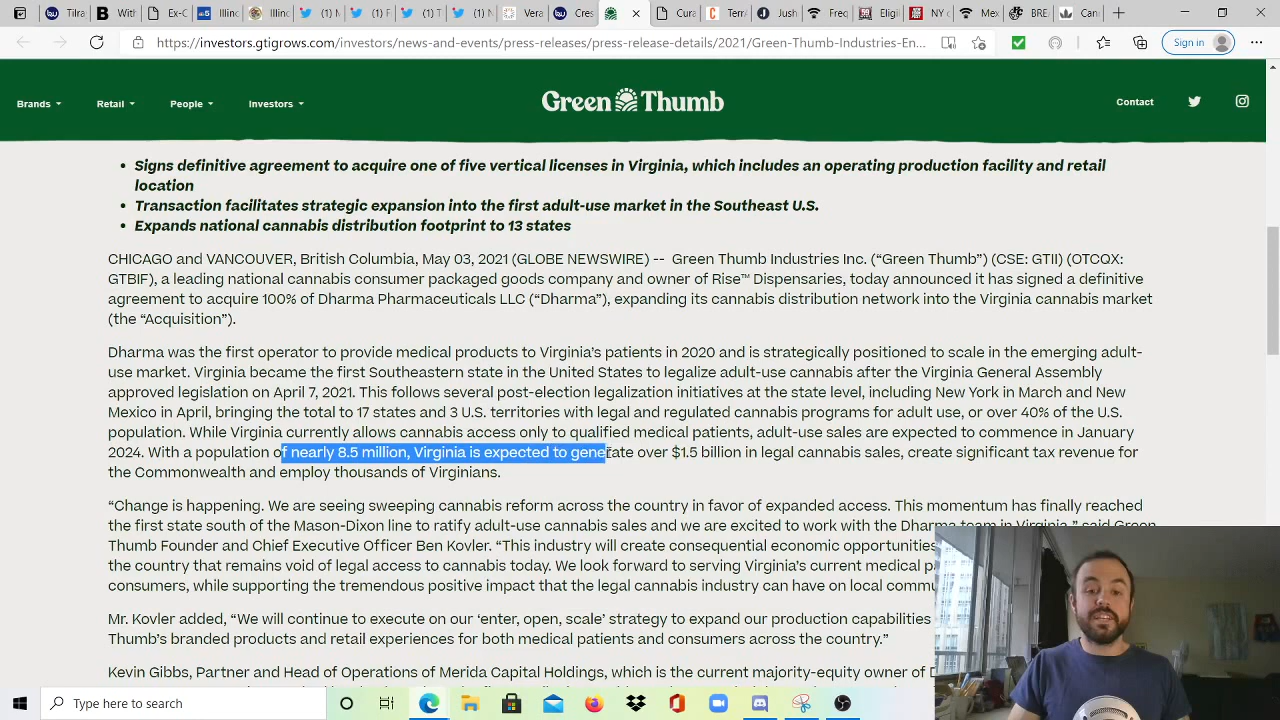 Tilra
With
Ex-C
Illino
Illino
M
F
T
M
Vera
Cres
Cura
TerrA
Josh
Freq
Eligi
NY c
Mex
BRE
Can
https://investors.gtigrows.com/investors/news-and-events/press-releases/press-release-details/2021/Green-Thumb-Industries-En...
Sign in
Brands
Retail
People
Investors
Green Thumb
Contact
• Signs definitive agreement to acquire one of five vertical licenses in Virginia, which includes an operating production facility and retail
location
• Transaction facilitates strategic expansion into the first adult-use market in the Southeast U.S.
• Expands national cannabis distribution footprint to 13 states
CHICAGO and VANCOUVER, British Columbia, May 03, 2021 (GLOBE NEWSWIRE) -- Green Thumb Industries Inc. (“Green Thumb”) (CSE: GTII) (OTCQX:
GTBIF), a leading national cannabis consumer packaged goods company and owner of Rise™ Dispensaries, today announced it has signed a definitive
agreement to acquire 100% of Dharma Pharmaceuticals LLC (“Dharma”), expanding its cannabis distribution network into the Virginia cannabis market
(the “Acquisition”).
Dharma was the first operator to provide medical products to Virginia’s patients in 2020 and is strategically positioned to scale in the emerging adult-
use market. Virginia became the first Southeastern state in the United States to legalize adult-use cannabis after the Virginia General Assembly
approved legislation on April 7, 2021. This follows several post-election legalization initiatives at the state level, including New York in March and New
Mexico in April, bringing the total to 17 states and 3 U.S. territories with legal and regulated cannabis programs for adult use, or over 40% of the U.S.
population. While Virginia currently allows cannabis access only to qualified medical patients, adult-use sales are expected to commence in January
2024. With a population of nearly 8.5 million, Virginia is expected to generate over $1.5 billion in legal cannabis sales, create significant tax revenue for
the Commonwealth and employ thousands of Virginians.
“Change is happening. We are seeing sweeping cannabis reform across the country in favor of expanded access. This momentum has finally reached
the first state south of the Mason-Dixon line to ratify adult-use cannabis sales and we are excited to work with the Dharma team in Virginia,” said Green
Thumb Founder and Chief Executive Officer Ben Kovler. “This industry will create consequential economic opportunities
the country that remains void of legal access to cannabis today. We look forward to serving Virginia’s current medical pa
consumers, while supporting the tremendous positive impact that the legal cannabis industry can have on local commu
Mr. Kovler added, “We will continue to execute on our ‘enter, open, scale’ strategy to expand our production capabilities
Thumb’s branded products and retail experiences for both medical patients and consumers across the country.”
Kevin Gibbs, Partner and Head of Operations of Merida Capital Holdings, which is the current majority-equity owner of D
Type here to search